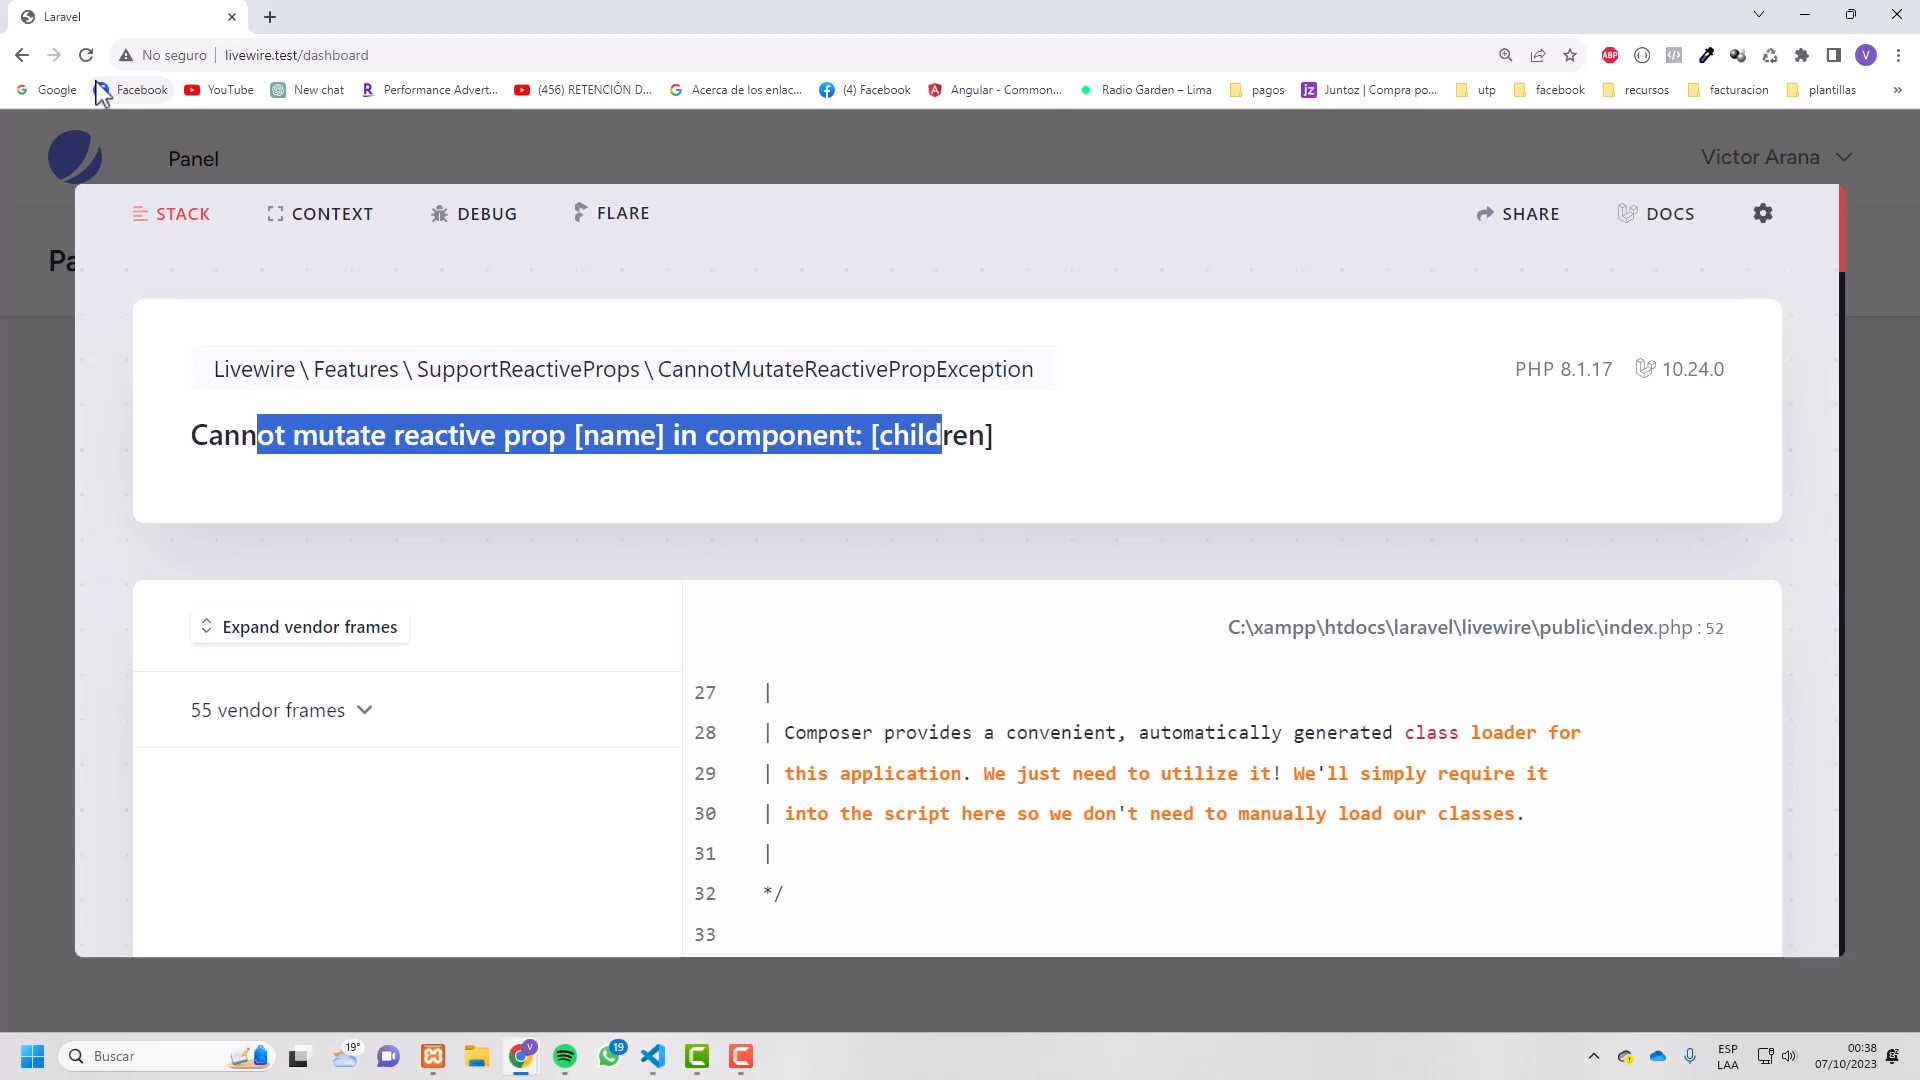 Laravel
No seguro
livewire.test/dashboard
ABP
V
Google
Facebook
YouTube
New chat
Performance Advert...
(456) RETENCIÓN D...
Acerca de los enlac...
(4) Facebook
Angular - Common...
Radio Garden – Lima
pagos
jz
Juntoz | Compra po...
utp
facebook
recursos
facturacion
plantillas
»
Panel
Victor Arana
Pa
STACK
CONTEXT
DEBUG
FLARE
SHARE
DOCS
Livewire \ Features \ SupportReactiveProps \ CannotMutateReactivePropException
PHP 8.1.17
10.24.0
Cannot mutate reactive prop [name] in component: [children]
Expand vendor frames
C:\xampp\htdocs\laravel\livewire\public\index.php : 52
55 vendor frames
27 |
28 | Composer provides a convenient, automatically generated class loader for
29 | this application. We just need to utilize it! We'll simply require it
30 | into the script here so we don't need to manually load our classes.
31 |
32 */
33
Buscar
19°
V
19
ESP
LAA
00:38
07/10/2023